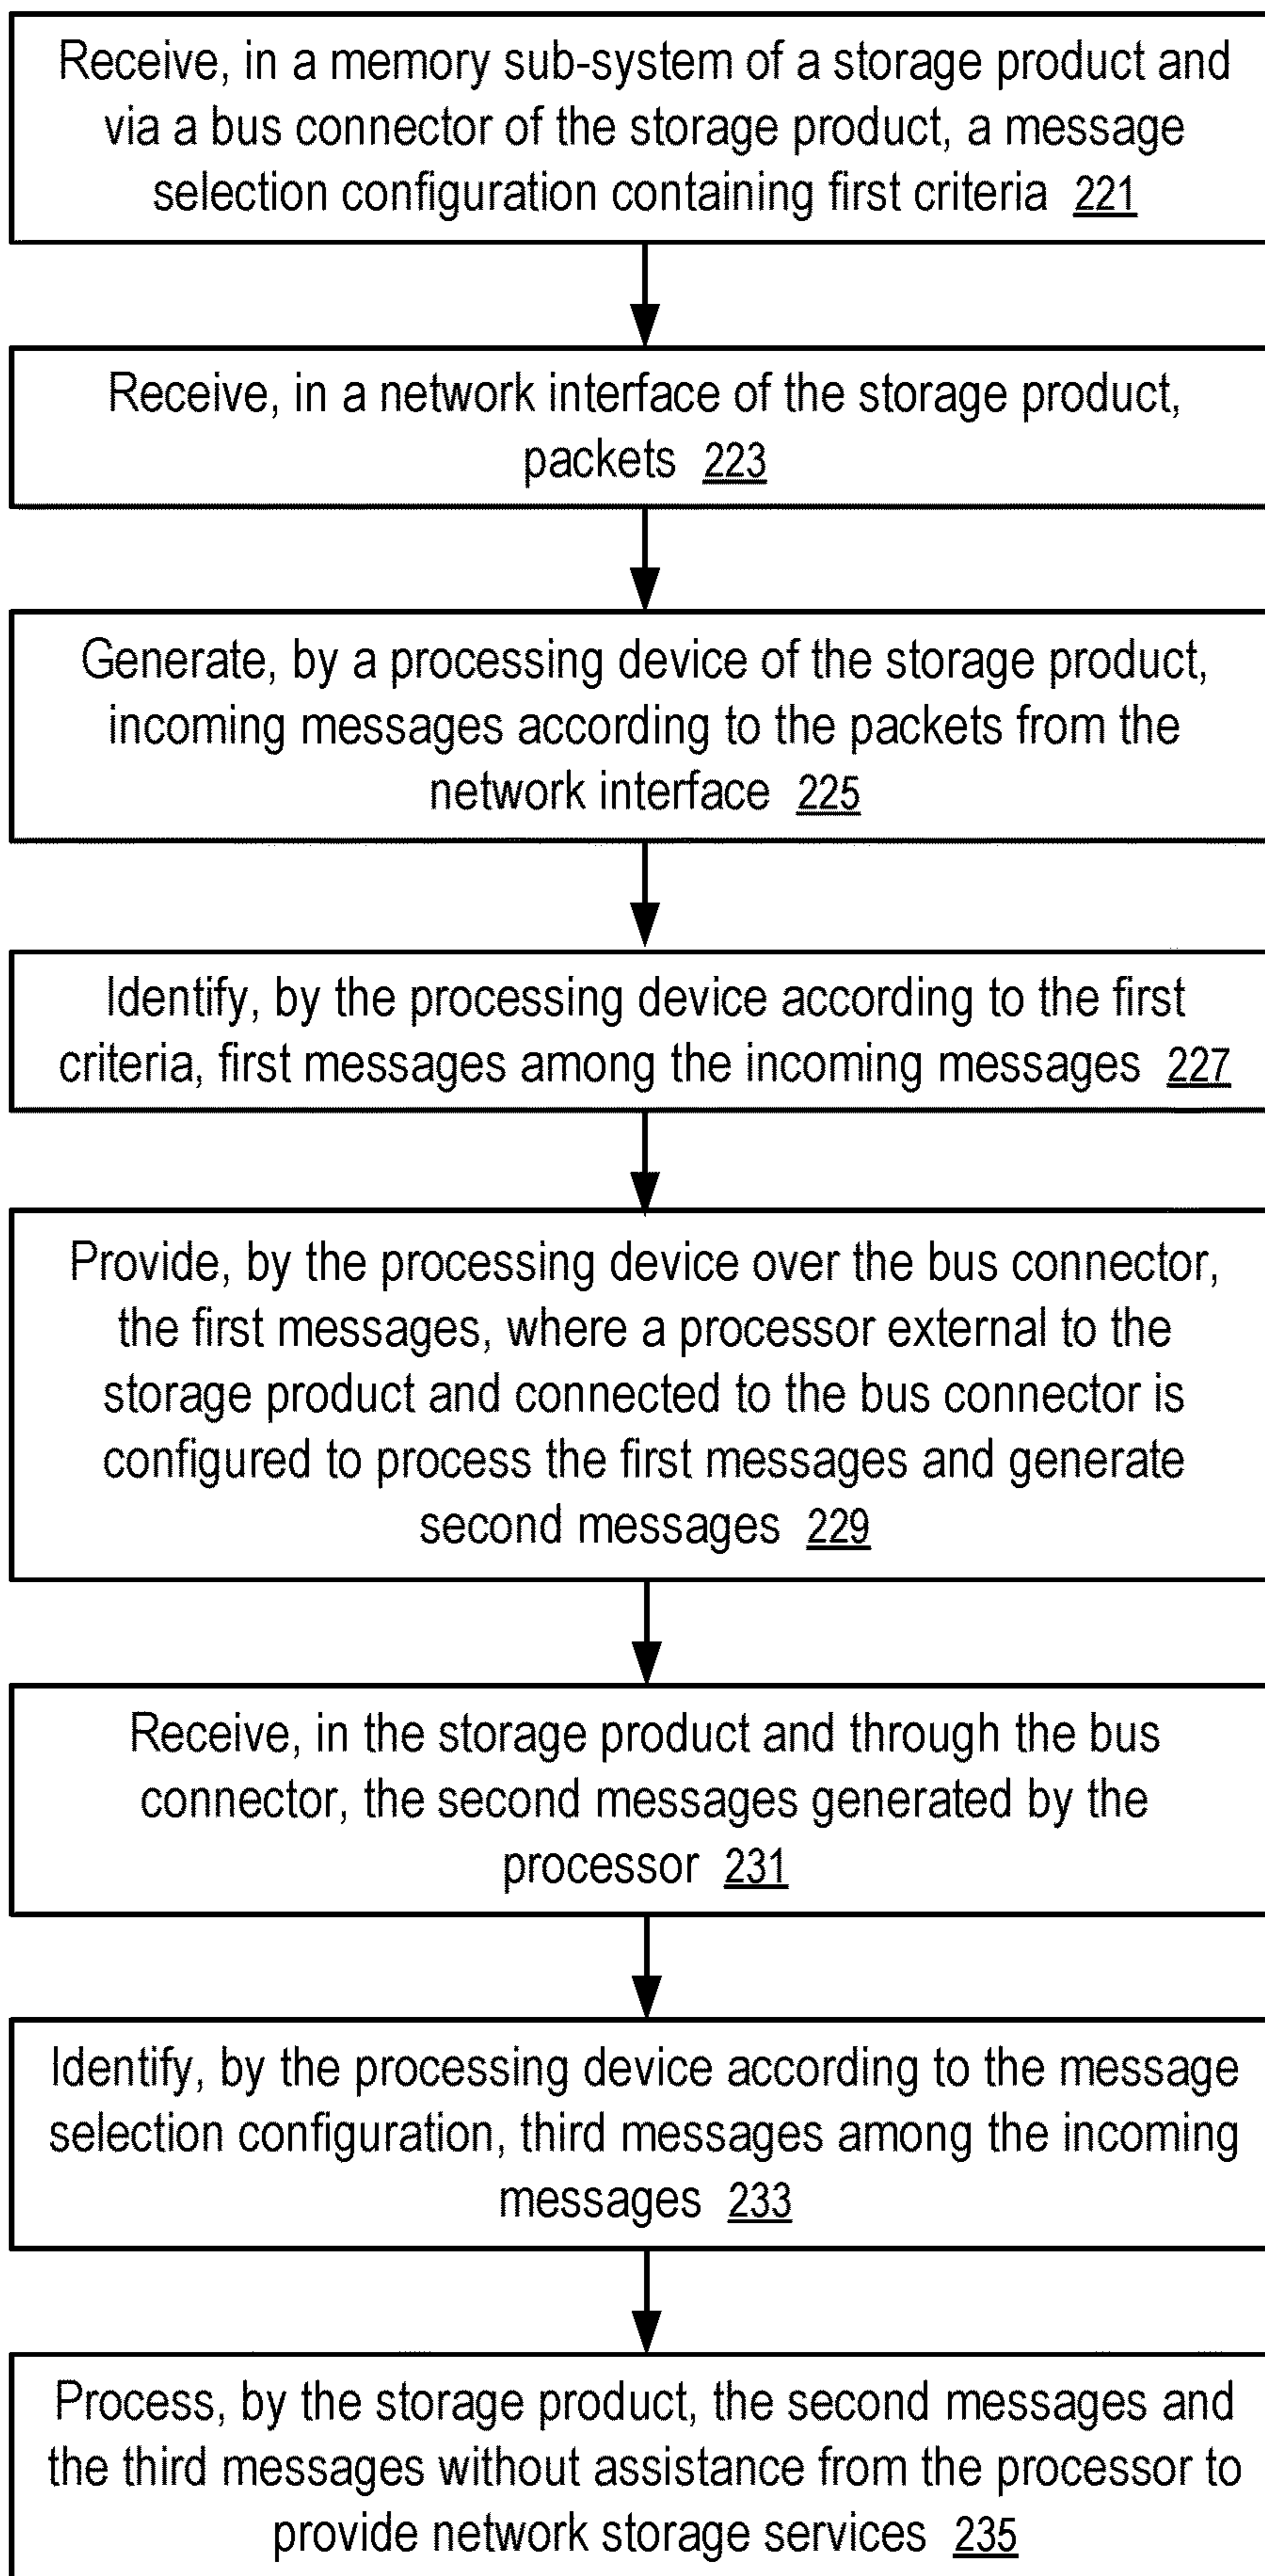 Receive, in a memory sub-system of a storage product and
via a bus connector of the storage product, a message
selection configuration containing first criteria 221
Receive, in a network interface of the storage product,
packets 223
Generate, by a processing device of the storage product,
incoming messages according to the packets from the
network interface 225
Identify, by the processing device according to the first
criteria, first messages among the incoming messages 227
Provide, by the processing device over the bus connector,
the first messages, where a processor external to the
storage product and connected to the bus connector is
configured to process the first messages and generate
second messages 229
Receive, in the storage product and through the bus
connector, the second messages generated by the
processor 231
Identify, by the processing device according to the message
selection configuration, third messages among the incoming
messages 233
Process, by the storage product, the second messages and
the third messages without assistance from the processor to
provide network storage services 235